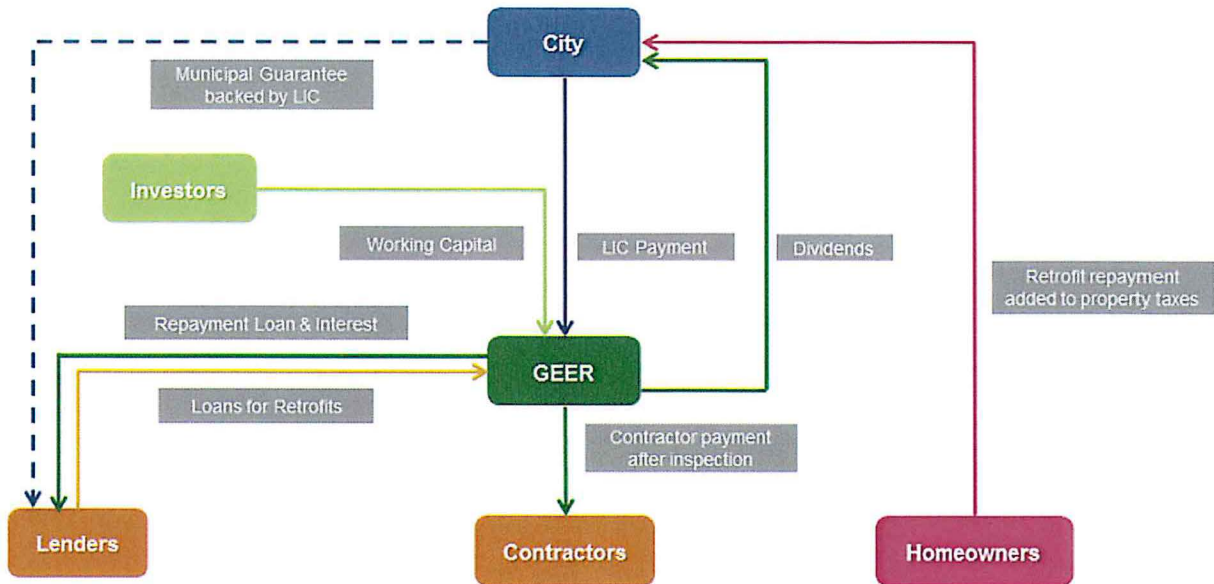 City
Municipal Guarantee
backed by LIC
Investors
Working Capital
LIC Payment
Dividends
Retrofit repayment
added to property taxes
Repayment Loan & Interest
GEER
Loans for Retrofits
Contractor payment
after inspection
Lenders
Contractors
Homeowners